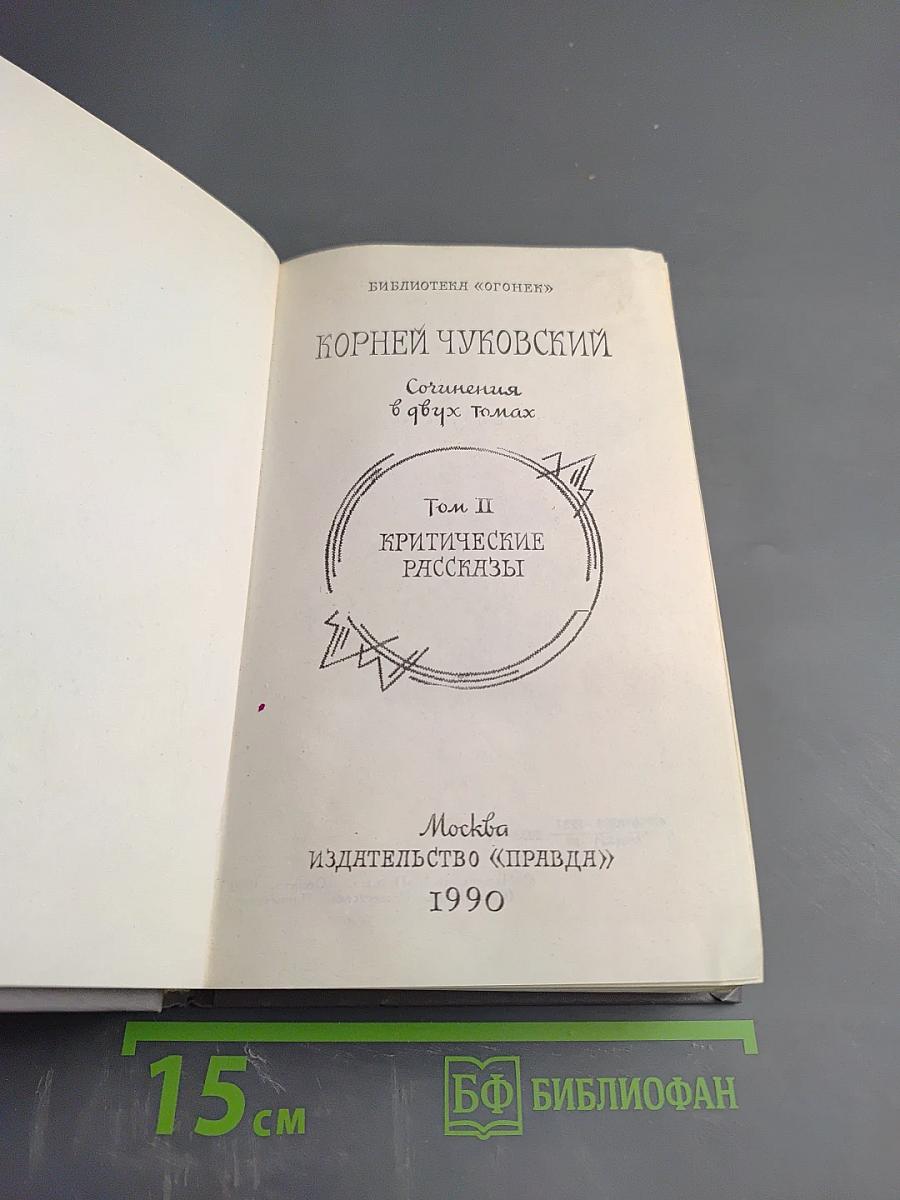 БИБЛИОТЕКА «ОГОНЕК»
КОРНЕЙ ЧУКОВСКИЙ
Сочинения
в двух томах
Том II
КРИТИЧЕСКИЕ
РАССКАЗЫ
Москва
ИЗДАТЕЛЬСТВО «ПРАВДА»
1990
15 см
БФ БИБЛИОФАН